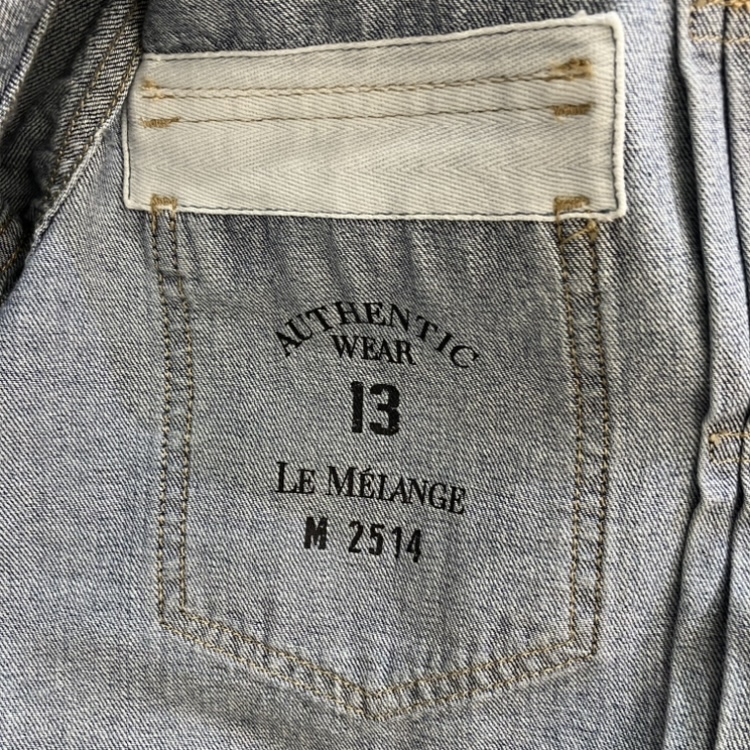 AUTHENTIC
WEAR
13
LE MÉLANGE
M 2514